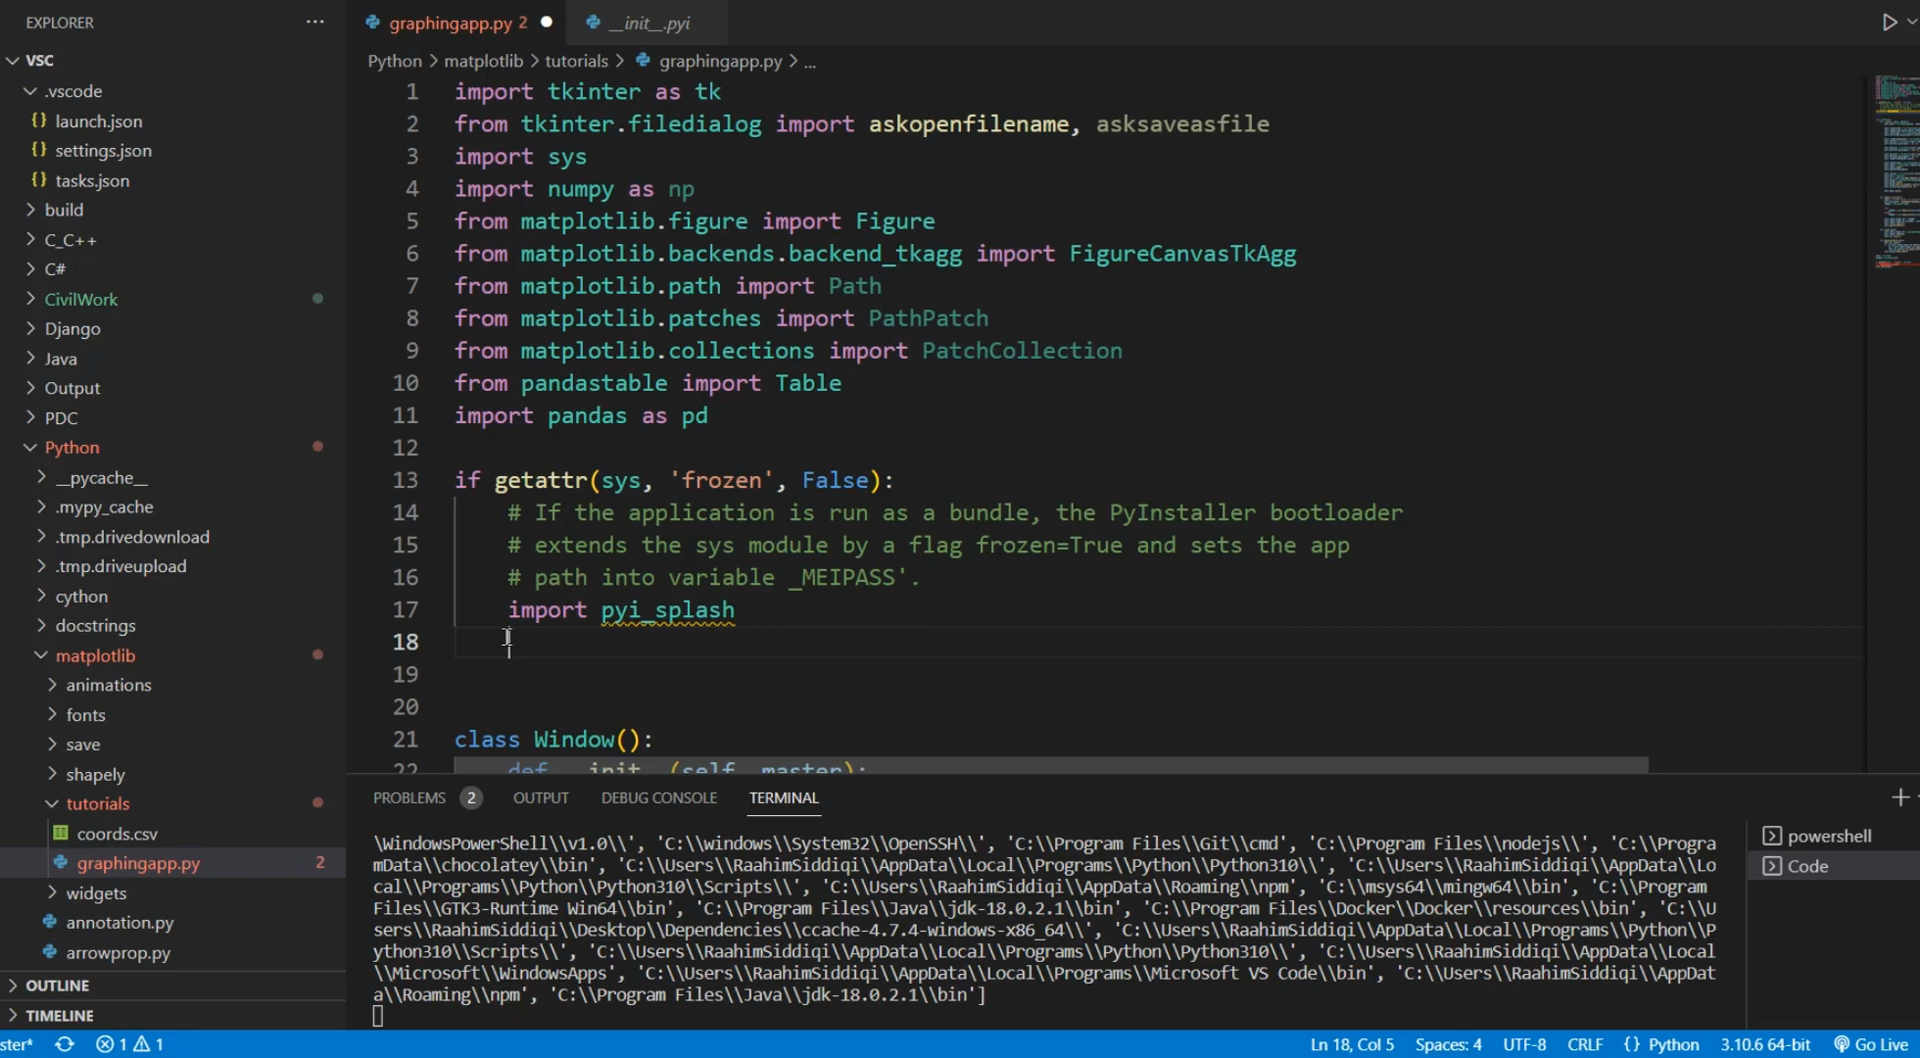 EXPLORER
VSC
.vscode
launch.json
settings.json
tasks.json
build
C_C++
C#
CivilWork
Django
Java
Output
PDC
Python
__pycache__
.mypy_cache
.tmp.drivedownload
.tmp.driveupload
cython
docstrings
matplotlib
animations
fonts
save
shapely
tutorials
coords.csv
graphingapp.py 2
widgets
annotation.py
arrowprop.py
OUTLINE
TIMELINE
graphingapp.py 2
__init__.pyi
Python > matplotlib > tutorials > graphingapp.py > ...
1 import tkinter as tk
2 from tkinter.filedialog import askopenfilename, asksaveasfile
3 import sys
4 import numpy as np
5 from matplotlib.figure import Figure
6 from matplotlib.backends.backend_tkagg import FigureCanvasTkAgg
7 from matplotlib.path import Path
8 from matplotlib.patches import PathPatch
9 from matplotlib.collections import PatchCollection
10 from pandastable import Table
11 import pandas as pd
12
13 if getattr(sys, 'frozen', False):
14 # If the application is run as a bundle, the PyInstaller bootloader
15 # extends the sys module by a flag frozen=True and sets the app
16 # path into variable _MEIPASS'.
17 import pyi_splash
18
19
20
21 class Window():
22 def __init__(self, master):
PROBLEMS 2 OUTPUT DEBUG CONSOLE TERMINAL
\WindowsPowerShell\\v1.0\\', 'C:\\windows\\System32\\OpenSSH\\', 'C:\\Program Files\\Git\\cmd', 'C:\\Program Files\\nodejs\\', 'C:\\Progra
mData\\chocolatey\\bin', 'C:\\Users\\RaahimSiddiqi\\AppData\\Local\\Programs\\Python\\Python310\\', 'C:\\Users\\RaahimSiddiqi\\AppData\\Lo
cal\\Programs\\Python\\Python310\\Scripts\\', 'C:\\Users\\RaahimSiddiqi\\AppData\\Roaming\\npm', 'C:\\msys64\\mingw64\\bin', 'C:\\Program
Files\\GTK3-Runtime Win64\\bin', 'C:\\Program Files\\Java\\jdk-18.0.2.1\\bin', 'C:\\Program Files\\Docker\\Docker\\resources\\bin', 'C:\\U
sers\\RaahimSiddiqi\\Desktop\\Dependencies\\ccache-4.7.4-windows-x86_64\\', 'C:\\Users\\RaahimSiddiqi\\AppData\\Local\\Programs\\Python\\P
ython310\\Scripts\\', 'C:\\Users\\RaahimSiddiqi\\AppData\\Local\\Programs\\Python\\Python310\\', 'C:\\Users\\RaahimSiddiqi\\AppData\\Local
\\Microsoft\\WindowsApps', 'C:\\Users\\RaahimSiddiqi\\AppData\\Local\\Programs\\Microsoft VS Code\\bin', 'C:\\Users\\RaahimSiddiqi\\AppDat
a\\Roaming\\npm', 'C:\\Program Files\\Java\\jdk-18.0.2.1\\bin']
powershell
Code
ster* 1 1 Ln 18, Col 5 Spaces: 4 UTF-8 CRLF {} Python 3.10.6 64-bit Go Live